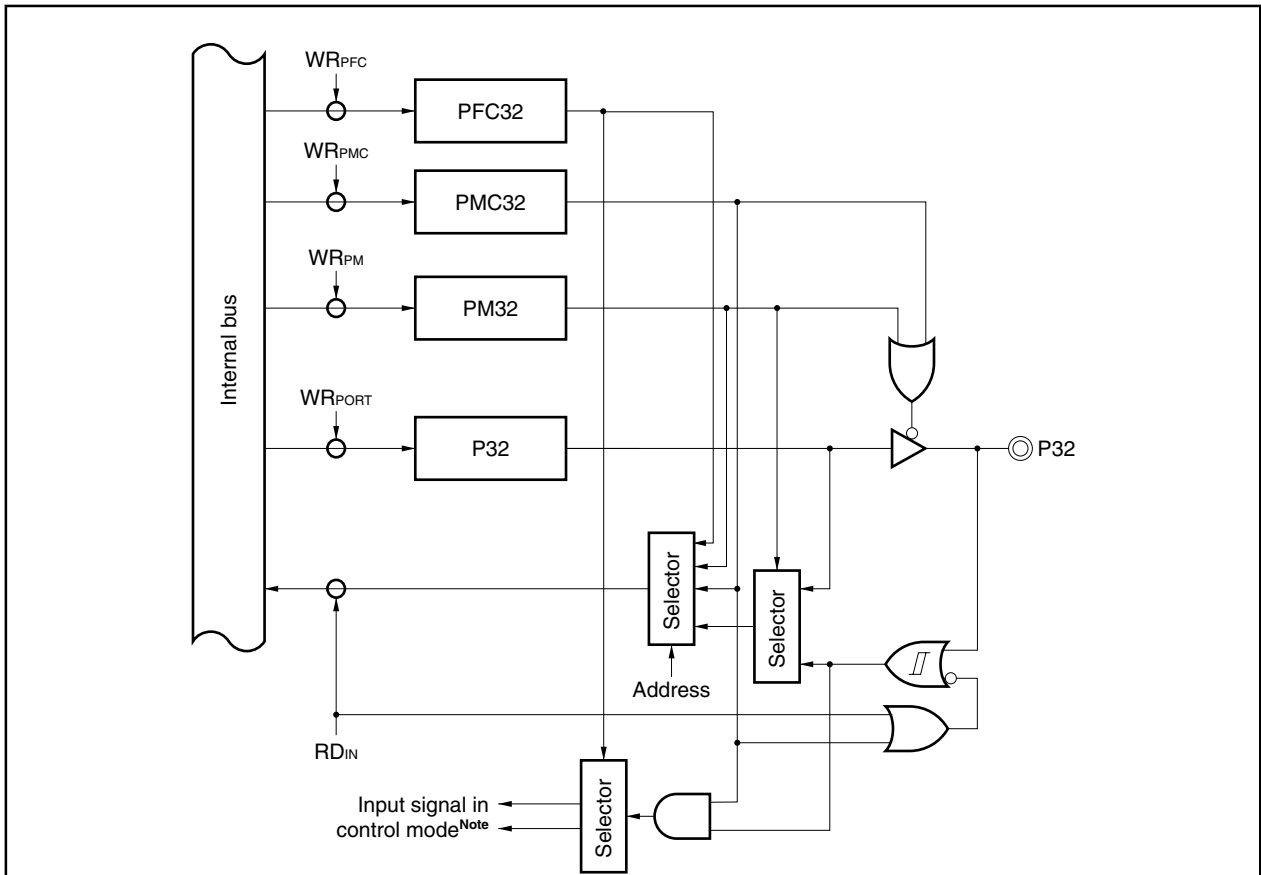 WRPFC
PFC32
WRPMC
PMC32
WRPM
PM32
Internal bus
WRPORT
P32
P32
Selector
Selector
Address
RDIN
Selector
Input signal in
control modeNote